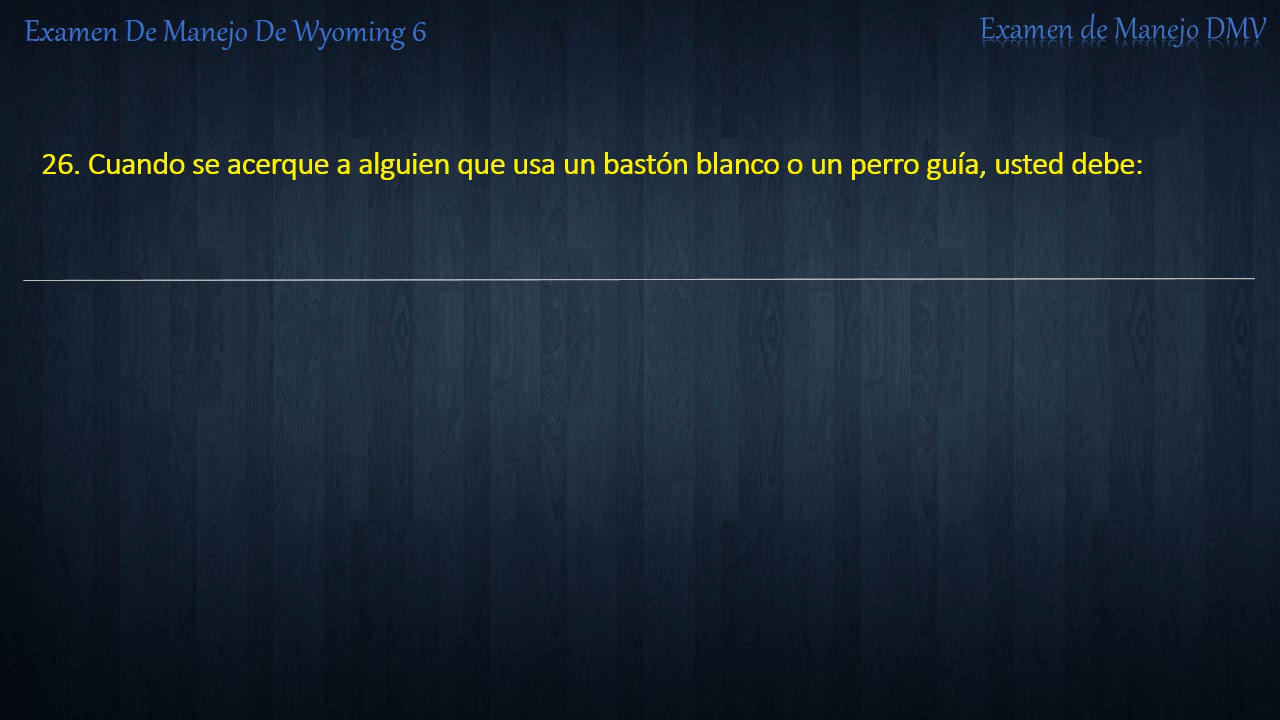 Examen De Manejo De Wyoming 6
Examen de Manejo DMV
26. Cuando se acerque a alguien que usa un bastón blanco o un perro guía, usted debe: